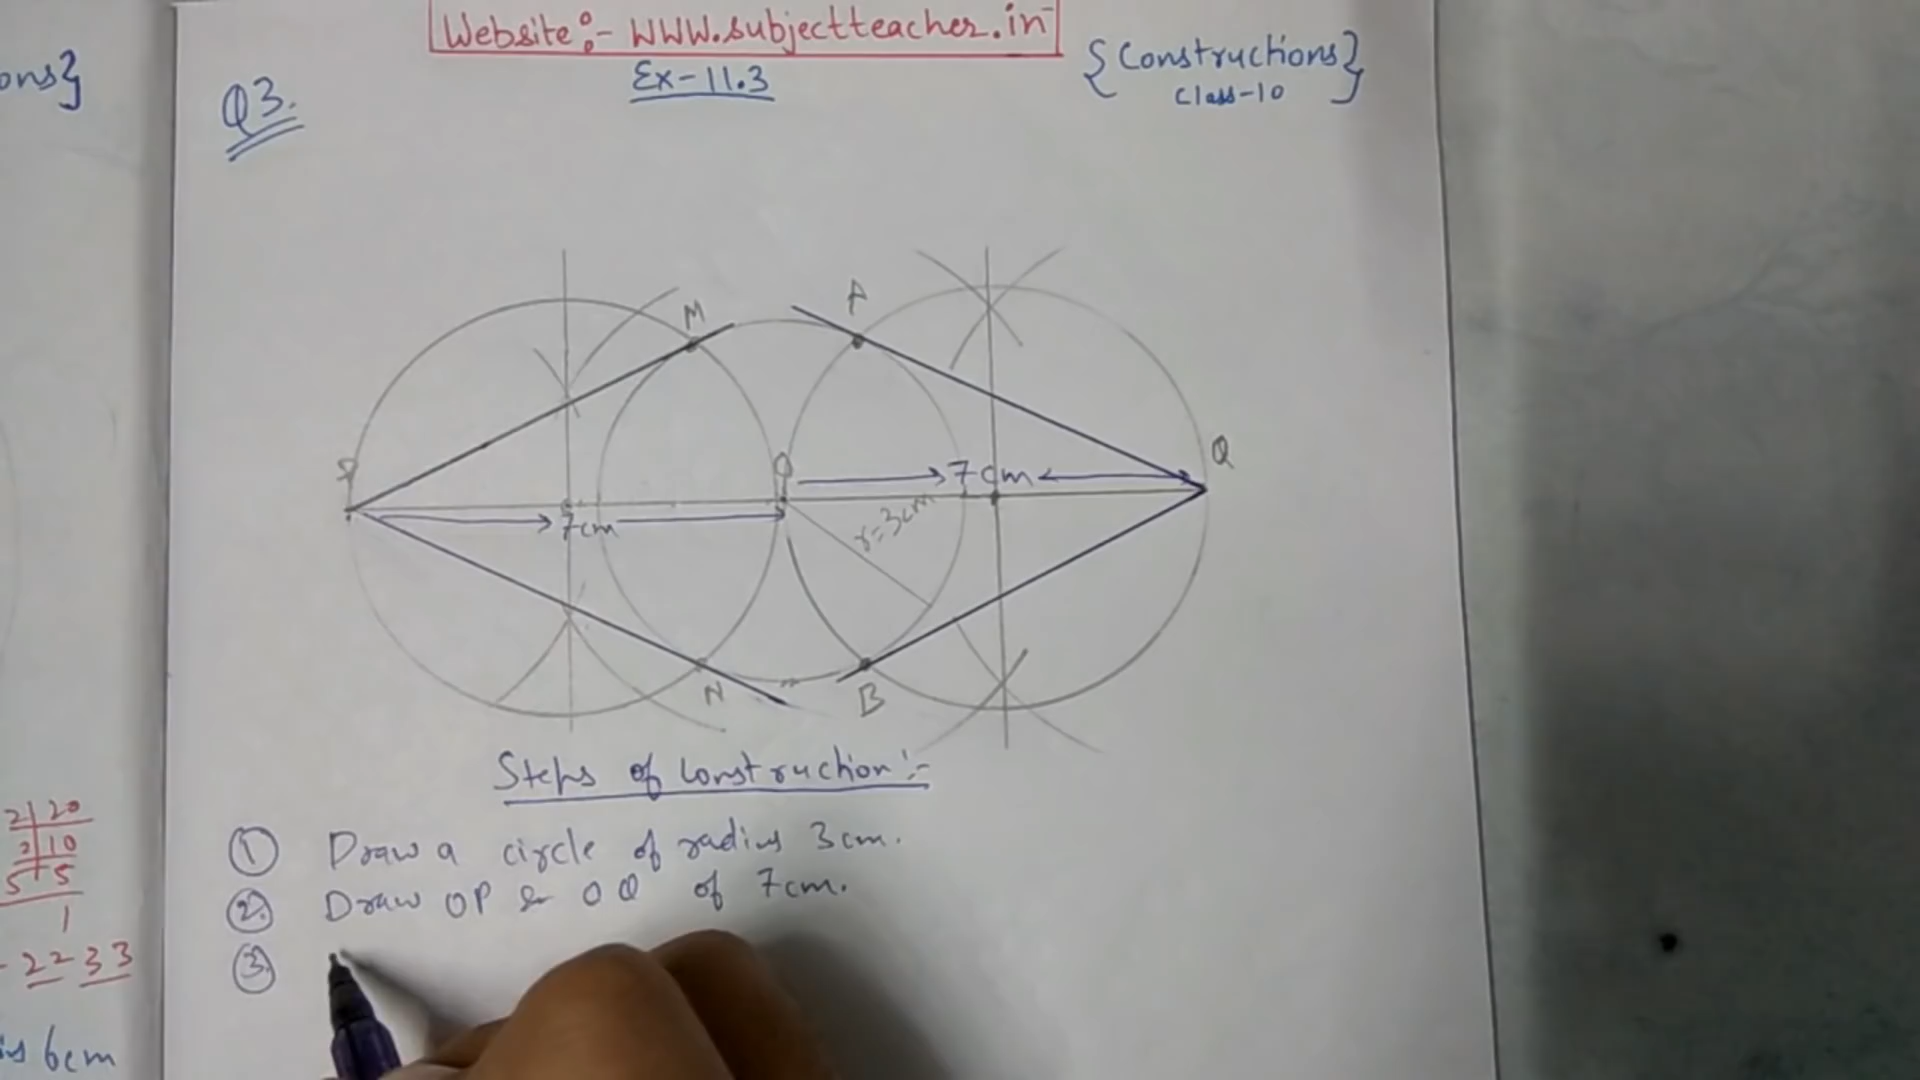 ons}
Website:- WWW.subjectteacher.in
Ex-11.3
{Constructions}
Class-10
Q3.
M
A
P
O
Q
7cm
7cm
r=3cm
N
B
Steps of Construction:-
① Draw a circle of radius 3cm.
② Draw OP & OQ of 7cm.
③
2|20
2|10
5|5
1
22 33
6cm